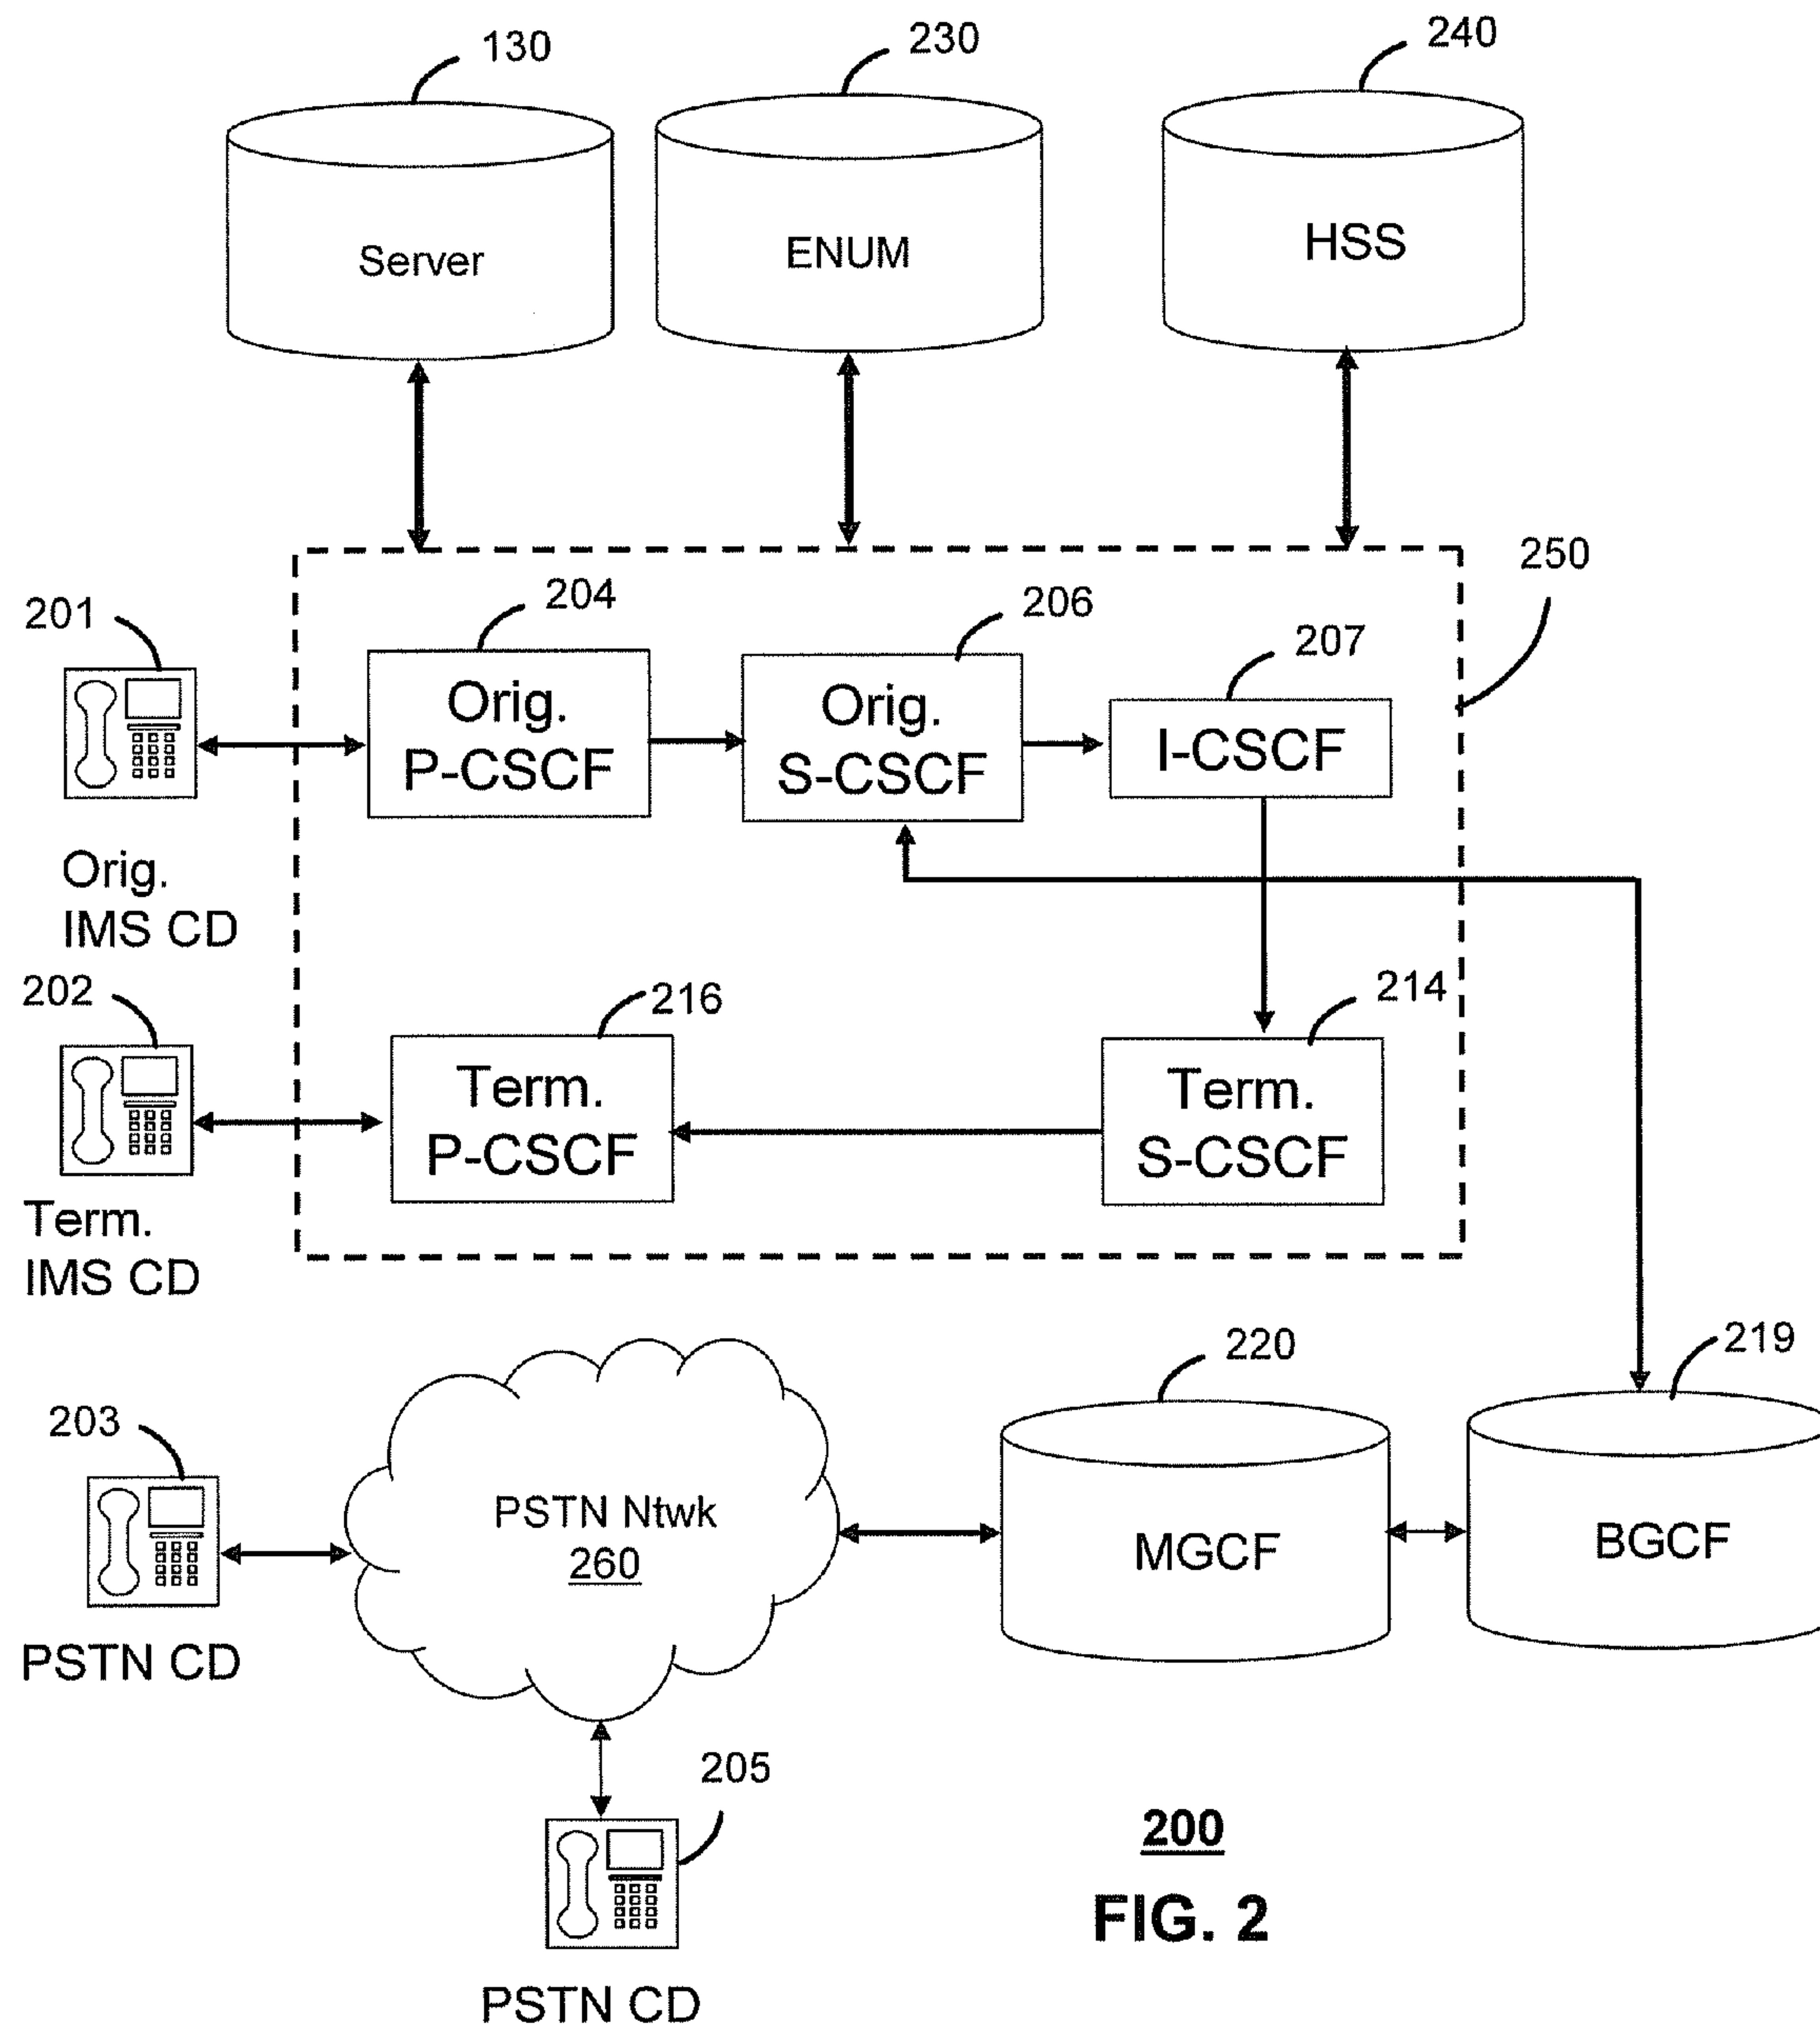 130
230
240
Server
ENUM
HSS
250
201
204
206
207
Orig.
P-CSCF
Orig.
S-CSCF
I-CSCF
Orig.
IMS CD
202
216
214
Term.
P-CSCF
Term.
S-CSCF
Term.
IMS CD
220
219
203
PSTN Ntwk
260
MGCF
BGCF
PSTN CD
205
200
FIG. 2
PSTN CD